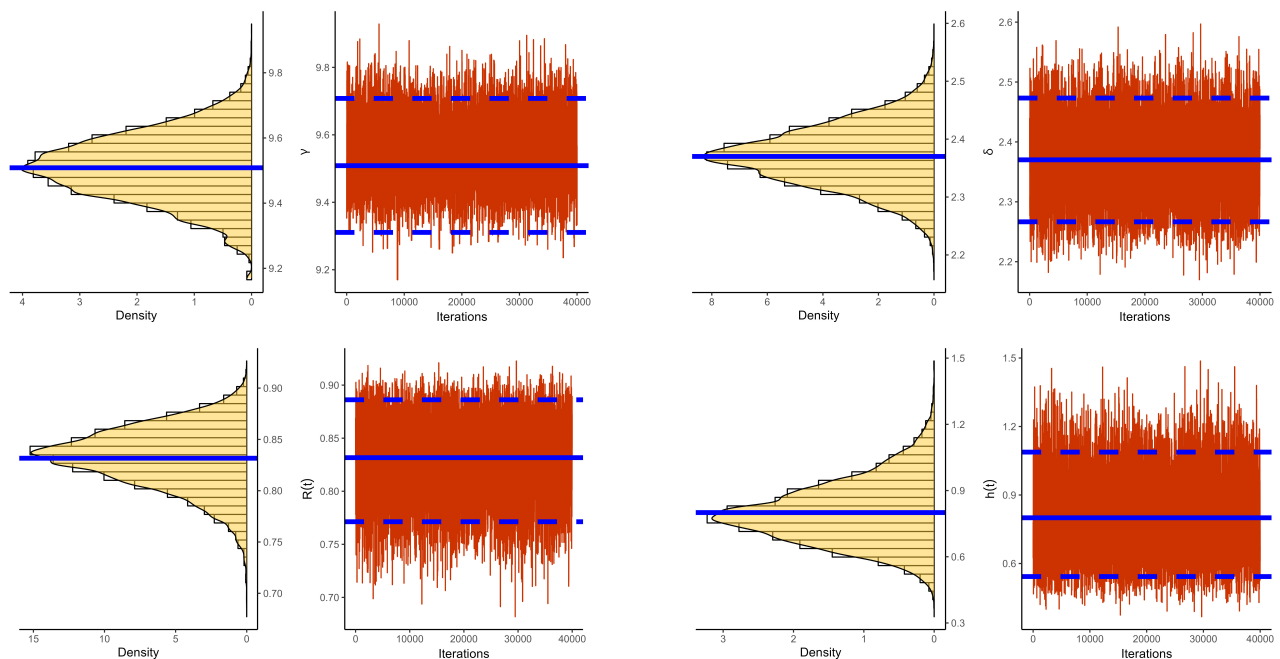 9.8
9.6
9.4
9.2
4 3 2 1 0
Density
γ
9.8
9.6
9.4
9.2
0 10000 20000 30000 40000
Iterations
2.6
2.5
2.4
2.3
2.2
8 6 4 2 0
Density
δ
2.6
2.5
2.4
2.3
2.2
0 10000 20000 30000 40000
Iterations
0.90
0.85
0.80
0.75
0.70
15 10 5 0
Density
R(t)
0.90
0.85
0.80
0.75
0.70
0 10000 20000 30000 40000
Iterations
1.5
1.2
0.9
0.6
0.3
3 2 1 0
Density
h(t)
1.5
1.2
0.9
0.6
0 10000 20000 30000 40000
Iterations